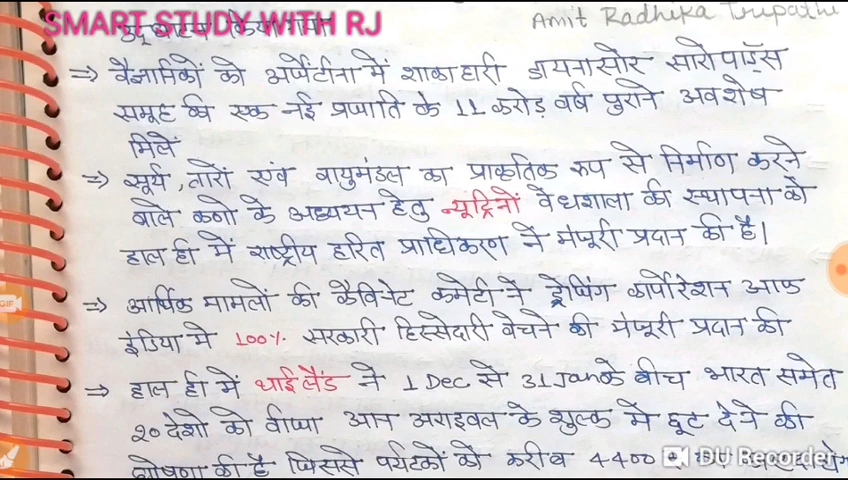 SMART STUDY WITH RJ
Amit Radhika Tripathi
⇒ वैज्ञानिकों को अर्जेंटीना में शाकाहारी डायनासोर सारोपाड्स
समूह की एक नई प्रजाति के 11 करोड़ वर्ष पुराने अवशेष
मिलें
⇒ सूर्य, तारों एंव वायुमंडल का प्राकृतिक रूप से निर्माण करने
वाले कणो के अध्ययन हेतु न्यूट्रिनों वेधशाला की स्थापना को
हाल ही में राष्ट्रीय हरित प्राधिकरण ने मंजूरी प्रदान की है।
⇒ आर्थिक मामलों की कैबिनेट कमेटी ने ड्रेजिंग कार्पोरेशन आफ
इंडिया में 100% सरकारी हिस्सेदारी बेचने की मंजूरी प्रदान की
⇒ हाल ही में थाईलैंड ने 1 Dec से 31 Jan के बीच भारत समेत
20 देशो को वीजा आन अराइवल के शुल्क में छूट देने की
घोषणा की है जिससे पर्यटकों को करीब 4400
DU Recorder
GIF